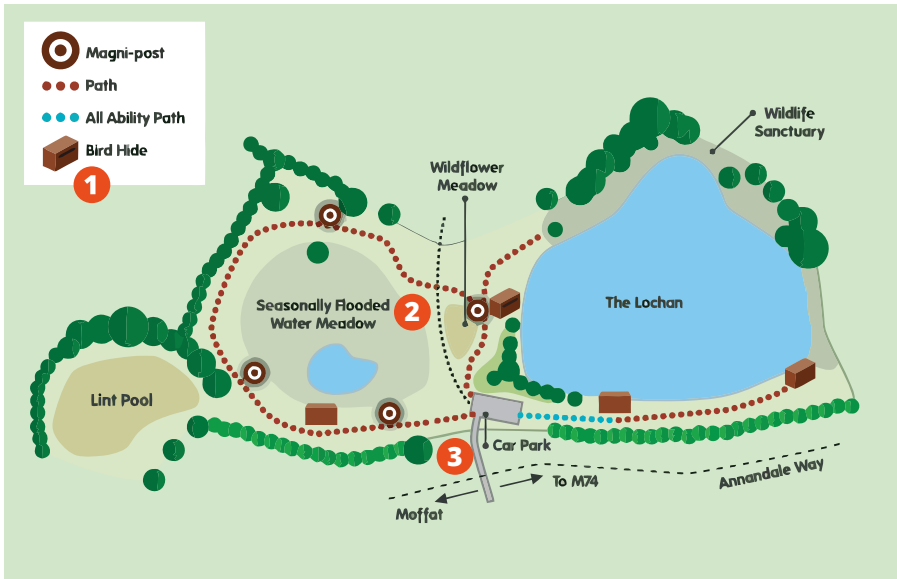 Magni-post
Path
All Ability Path
Bird Hide
1
Wildlife
Sanctuary
Wildflower
Meadow
Seasonally Flooded
Water Meadow
2
The Lochan
Lint Pool
3
Car Park
To M74
Annandale Way
Moffat